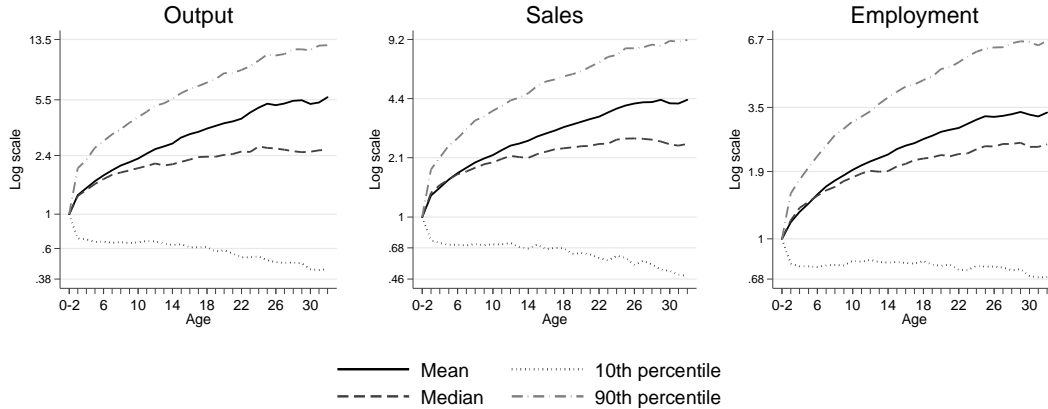 Output
Log scale
13.5
5.5
2.4
1
.6
.38
0-2 6 10 14 18 22 26 30
Age
Sales
Log scale
9.2
4.4
2.1
1
.68
.46
0-2 6 10 14 18 22 26 30
Age
Employment
Log scale
6.7
3.5
1.9
1
.68
0-2 6 10 14 18 22 26 30
Age
Mean 10th percentile
Median 90th percentile